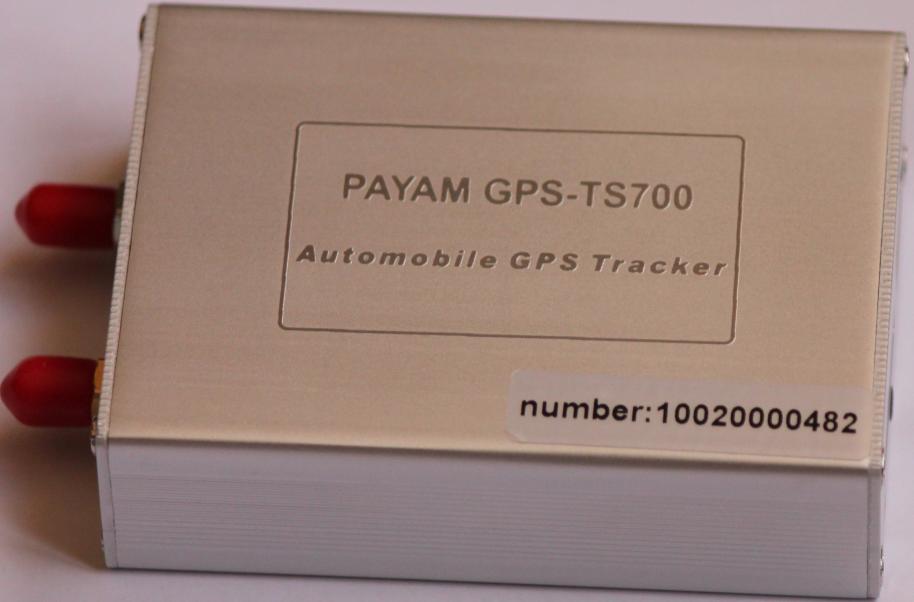 PAYAM GPS-TS700
Automobile GPS Tracker
number:10020000482